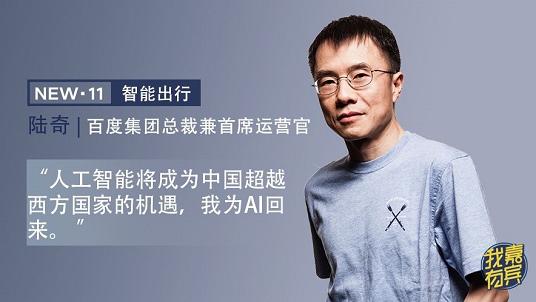 NEW·11 智能出行
陆奇|百度集团总裁兼首席运营官
“人工智能将成为中国超越
西方国家的机遇，我为AI回
来。”
我有嘉宾